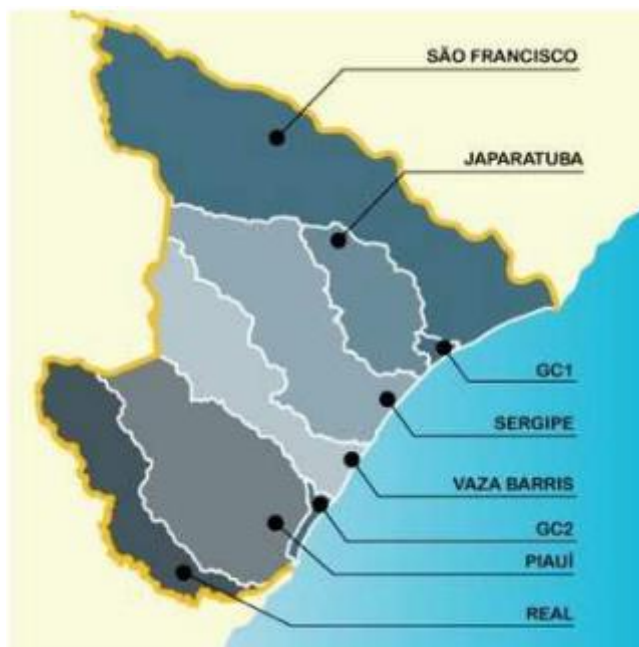 SÃO FRANCISCO
JAPARATUBA
GC1
SERGIPE
VAZA BARRIS
GC2
PIAUÍ
REAL